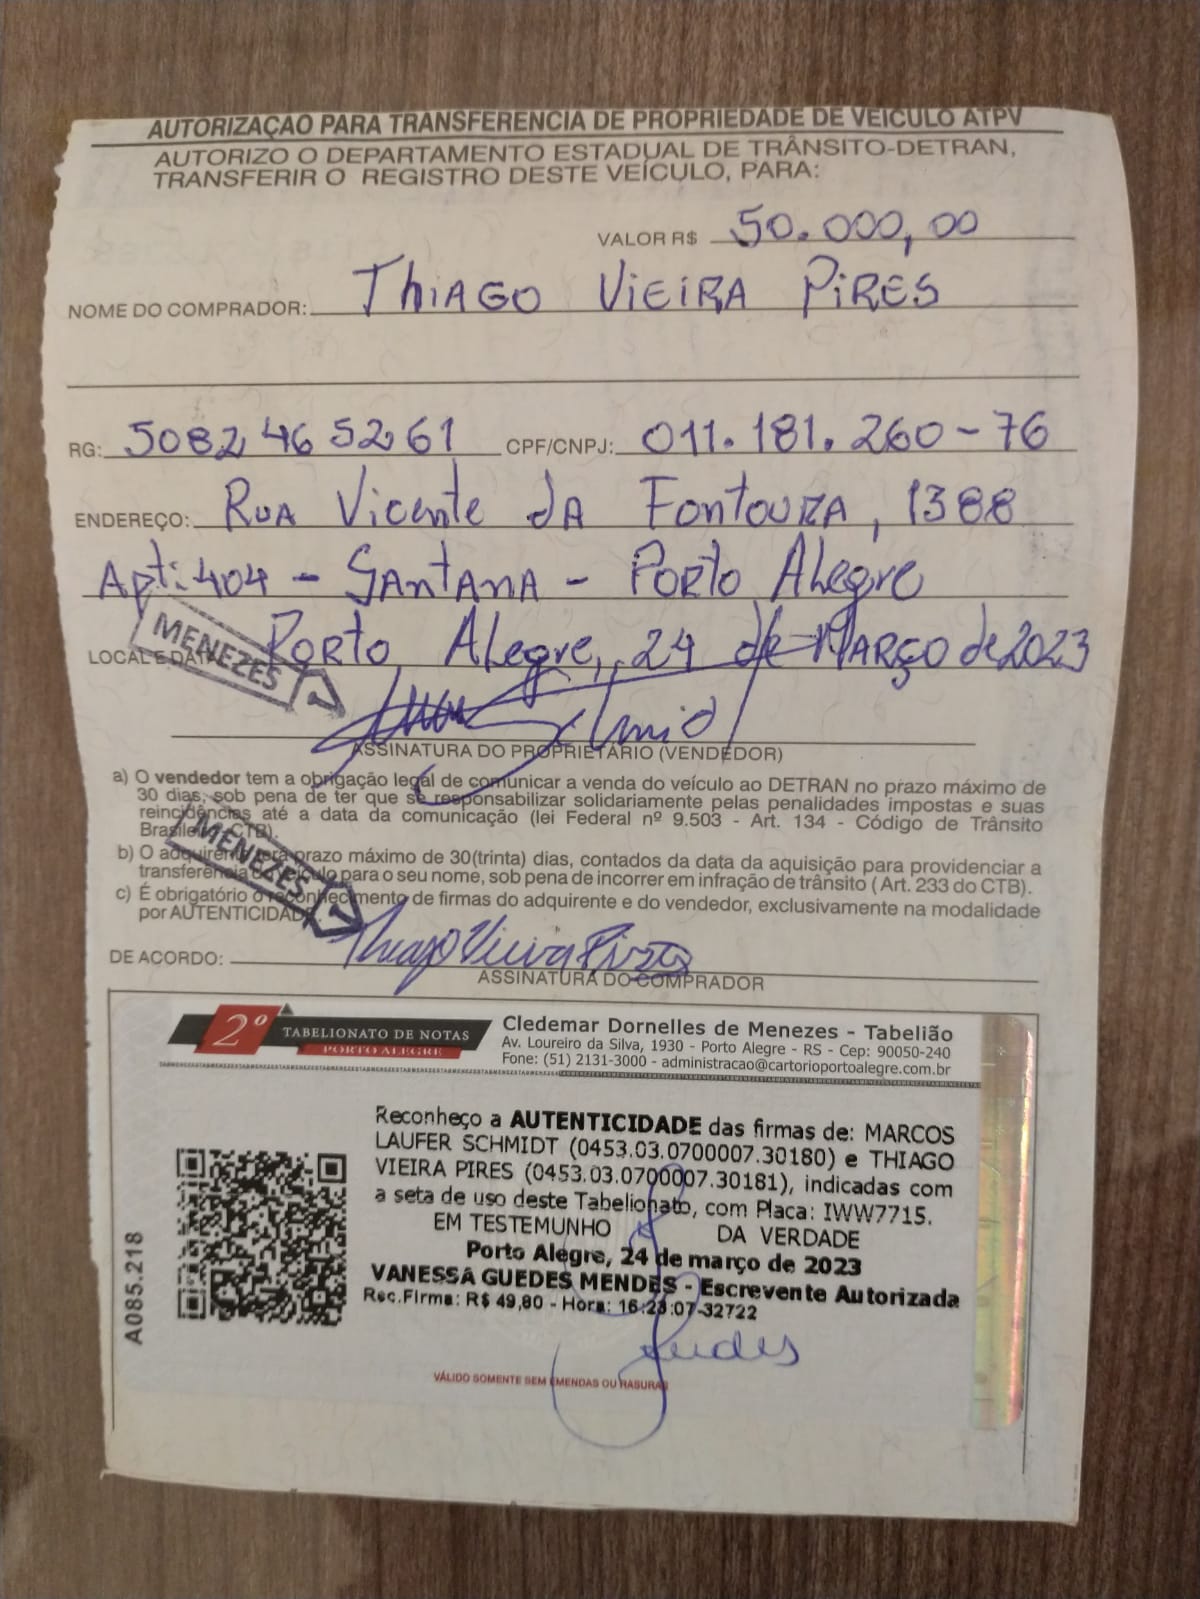 AUTORIZAÇÃO PARA TRANSFERÊNCIA DE PROPRIEDADE DE VEÍCULO ATPV
AUTORIZO O DEPARTAMENTO ESTADUAL DE TRÂNSITO-DETRAN,
TRANSFERIR O REGISTRO DESTE VEÍCULO, PARA:
VALOR R$ 50.000,00
NOME DO COMPRADOR: THIAGO VIEIRA PIRES
RG: 5082465261 CPF/CNPJ: 011.181.260-76
ENDEREÇO: RUA Vicente dA FontouRA, 1388
Apt: 404 - SAntAnA - PORto Alegre
LOCAL E DATA PORTO Alegre, 24 de MARÇO de 2023
MENEZES
ASSINATURA DO PROPRIETÁRIO (VENDEDOR)
a) O vendedor tem a obrigação legal de comunicar a venda do veículo ao DETRAN no prazo máximo de
30 dias, sob pena de ter que se responsabilizar solidariamente pelas penalidades impostas e suas
reincidências até a data da comunicação (lei Federal nº 9.503 - Art. 134 - Código de Trânsito
Brasileiro - CTB).
b) O adquirente terá prazo máximo de 30(trinta) dias, contados da data da aquisição para providenciar a
transferência do veículo para o seu nome, sob pena de incorrer em infração de trânsito (Art. 233 do CTB).
MENEZES
c) É obrigatório o reconhecimento de firmas do adquirente e do vendedor, exclusivamente na modalidade
por AUTENTICIDADE.
DE ACORDO: Thiago Vieira Pires
ASSINATURA DO COMPRADOR
2º TABELIONATO DE NOTAS
PORTO ALEGRE
Cledemar Dornelles de Menezes - Tabelião
Av. Loureiro da Silva, 1930 - Porto Alegre - RS - Cep: 90050-240
Fone: (51) 2131-3000 - administracao@cartorioportoalegre.com.br
Reconheço a AUTENTICIDADE das firmas de: MARCOS
LAUFER SCHMIDT (0453.03.0700007.30180) e THIAGO
VIEIRA PIRES (0453.03.0700007.30181), indicadas com
a seta de uso deste Tabelionato, com Placa: IWW7715.
EM TESTEMUNHO DA VERDADE
Porto Alegre, 24 de março de 2023
VANESSA GUEDES MENDES - Escrevente Autorizada
Rec.Firma: R$ 49,80 - Hora: 16:23:07-32722
A085.218
VÁLIDO SOMENTE SEM EMENDAS OU RASURAS